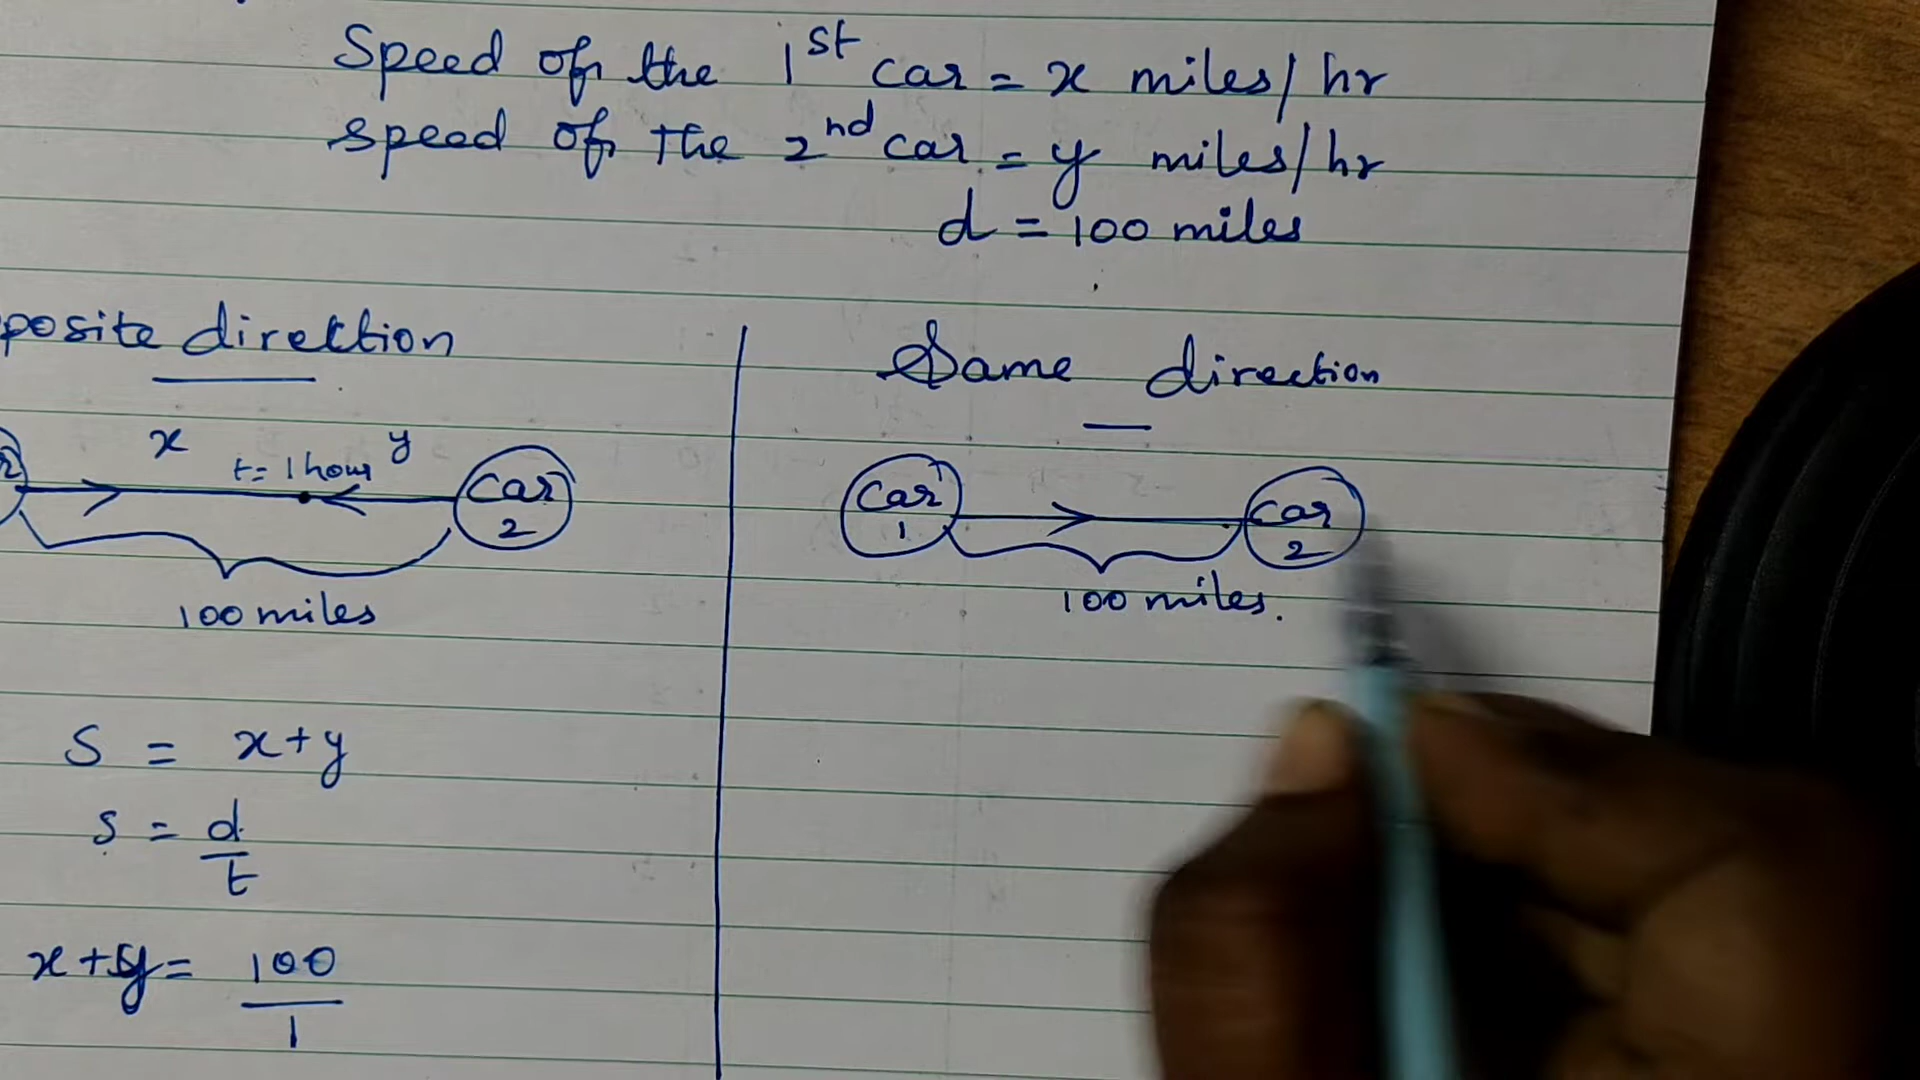 Speed of the 1st car = x miles/hr
speed of the 2nd car = y miles/hr
d = 100 miles
posite direction
x
y
t = 1 hour
car
2
100 miles
S = x+y
s = d
t
x+y = 100
1
Same direction
car
1
car
2
100 miles.